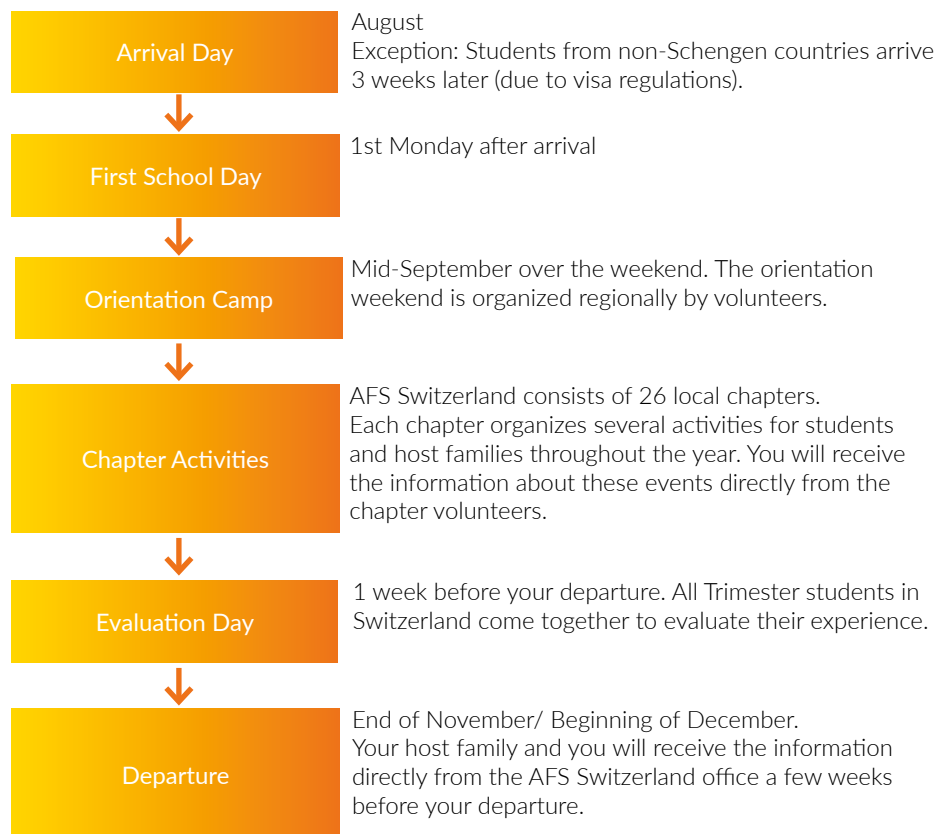 Arrival Day
August
Exception: Students from non-Schengen countries arrive
3 weeks later (due to visa regulations).
First School Day
1st Monday after arrival
Orientation Camp
Mid-September over the weekend. The orientation
weekend is organized regionally by volunteers.
Chapter Activities
AFS Switzerland consists of 26 local chapters.
Each chapter organizes several activities for students
and host families throughout the year. You will receive
the information about these events directly from the
chapter volunteers.
Evaluation Day
1 week before your departure. All Trimester students in
Switzerland come together to evaluate their experience.
Departure
End of November/ Beginning of December.
Your host family and you will receive the information
directly from the AFS Switzerland office a few weeks
before your departure.